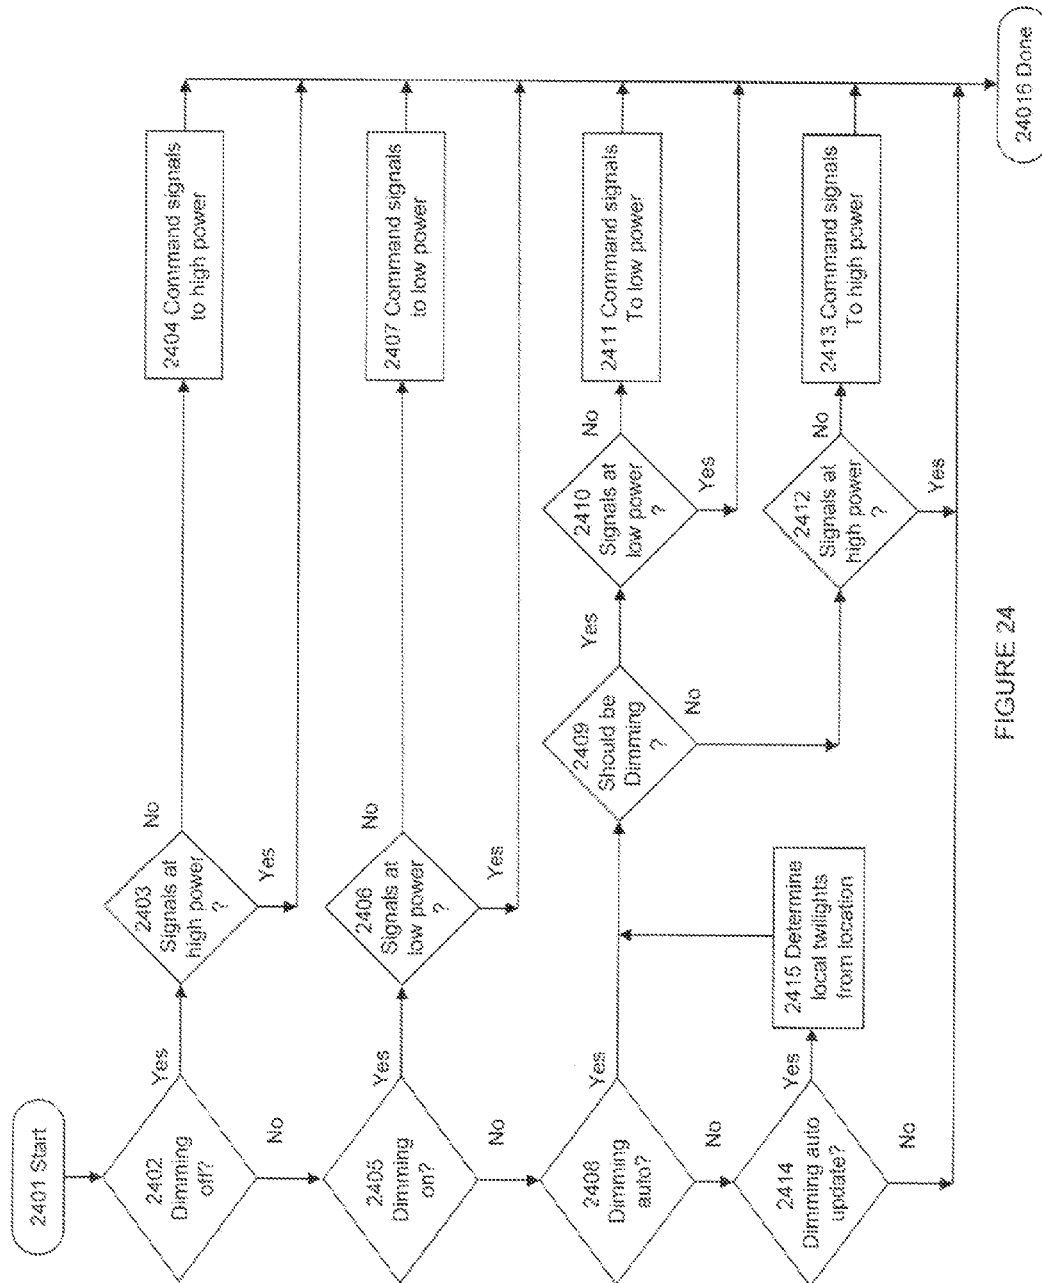 2401 Start
2402
Dimming
off?
Yes
No
2403
Signals at
high power
?
No
Yes
2404 Command signals
to high power
2405
Dimming
on?
Yes
No
2406
Signals at
low power
?
No
Yes
2407 Command signals
to low power
2408
Dimming
auto?
Yes
No
2409
Should be
Dimming
?
Yes
No
2410
Signals at
low power
?
No
Yes
2411 Command signals
To low power
2412
Signals at
high power
?
No
Yes
2413 Command signals
To high power
2414
Dimming auto
update?
Yes
No
2415 Determine
local twilights
from location
24016 Done
FIGURE 24